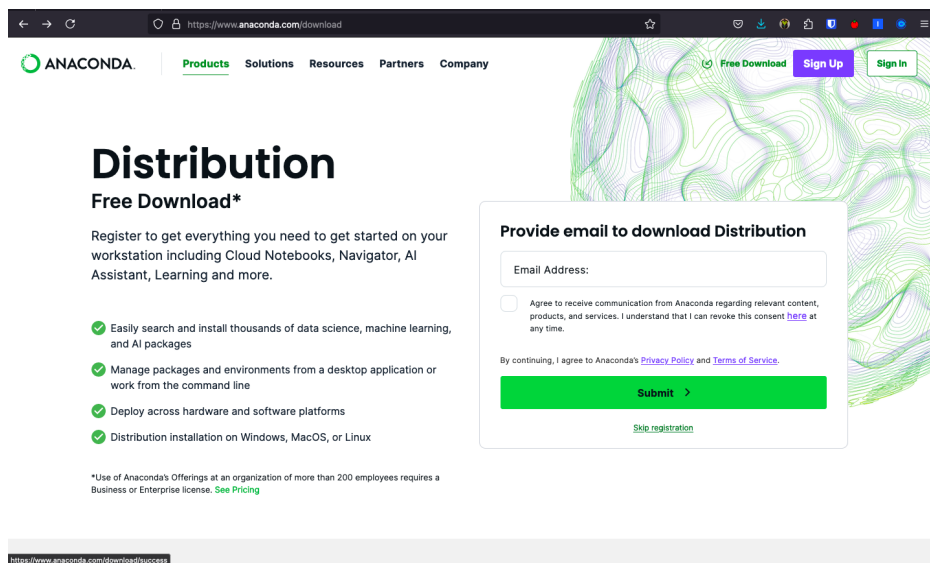 https://www.anaconda.com/download
ANACONDA.
Products Solutions Resources Partners Company
Free Download Sign Up Sign In
Distribution
Free Download*
Register to get everything you need to get started on your
workstation including Cloud Notebooks, Navigator, AI
Assistant, Learning and more.
Easily search and install thousands of data science, machine learning,
and AI packages
Manage packages and environments from a desktop application or
work from the command line
Deploy across hardware and software platforms
Distribution installation on Windows, MacOS, or Linux
*Use of Anaconda's Offerings at an organization of more than 200 employees requires a
Business or Enterprise license. See Pricing
Provide email to download Distribution
Email Address:
Agree to receive communication from Anaconda regarding relevant content,
products, and services. I understand that I can revoke this consent here at
any time.
By continuing, I agree to Anaconda's Privacy Policy and Terms of Service.
Submit
Skip registration
https://www.anaconda.com/download/success